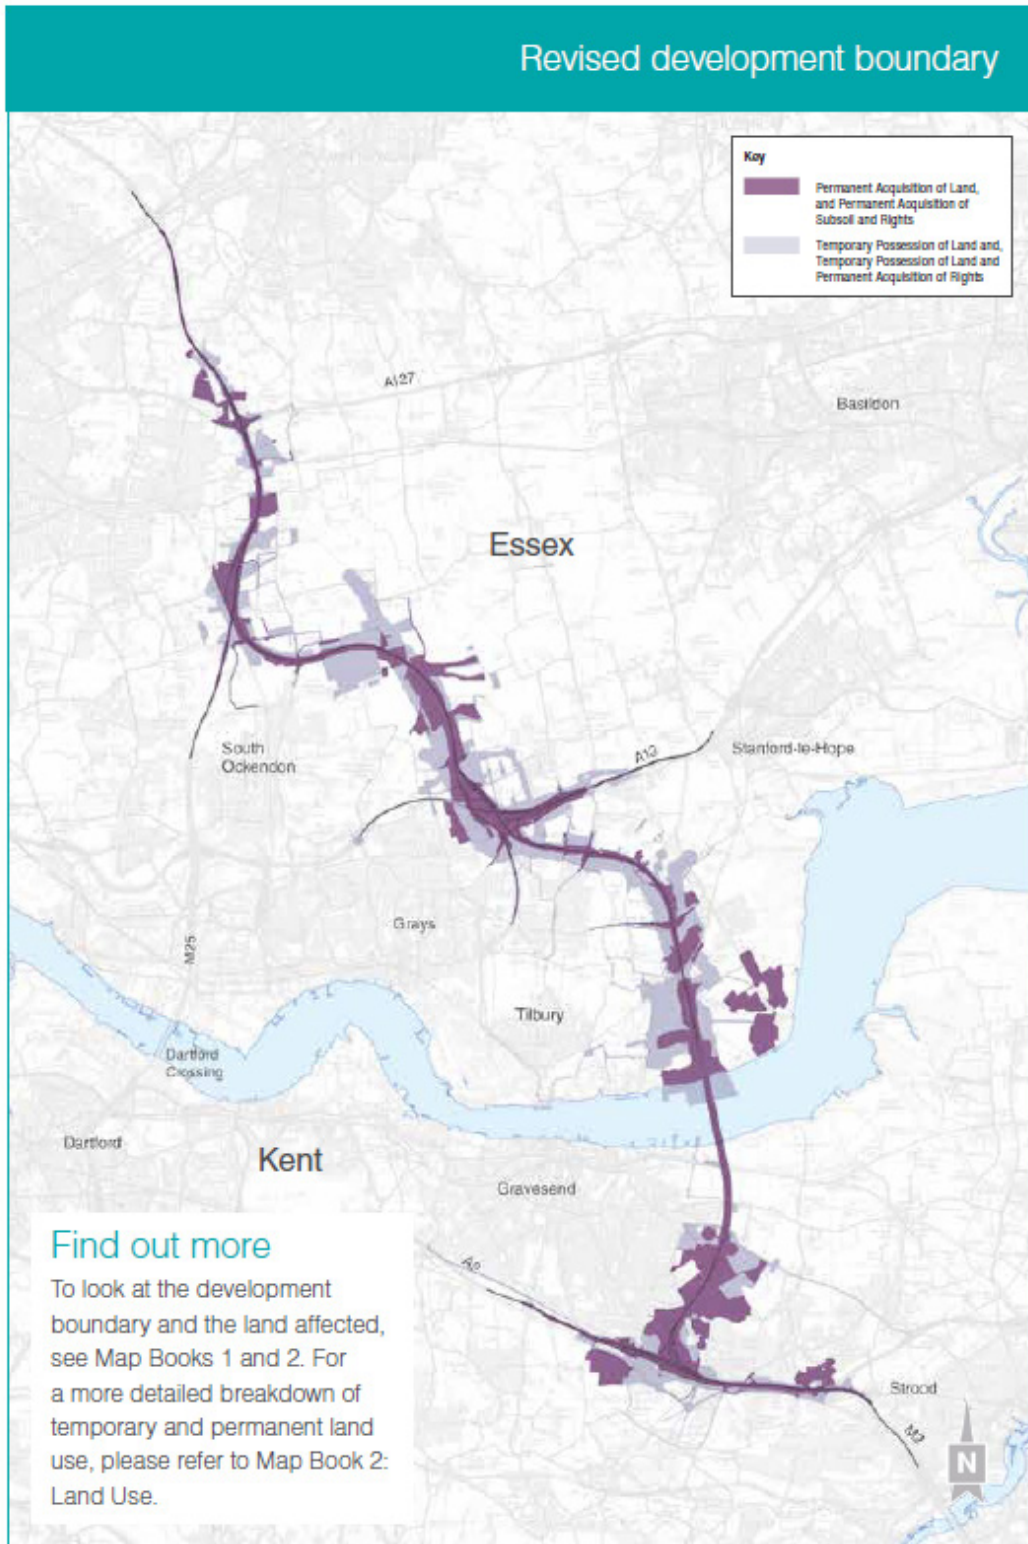 Revised development boundary
Key
Permanent Acquisition of Land,
and Permanent Acquisition of
Subsoil and Rights
Temporary Possession of Land and,
Temporary Possession of Land and
Permanent Acquisition of Rights
A127
Basildon
Essex
South
Ockendon
A13
Stanford-le-Hope
Grays
M25
Tilbury
Dartford
Crossing
Dartford
Kent
Gravesend
A2
Find out more
To look at the development
boundary and the land affected,
see Map Books 1 and 2. For
a more detailed breakdown of
temporary and permanent land
use, please refer to Map Book 2:
Land Use.
Strood
M2
N